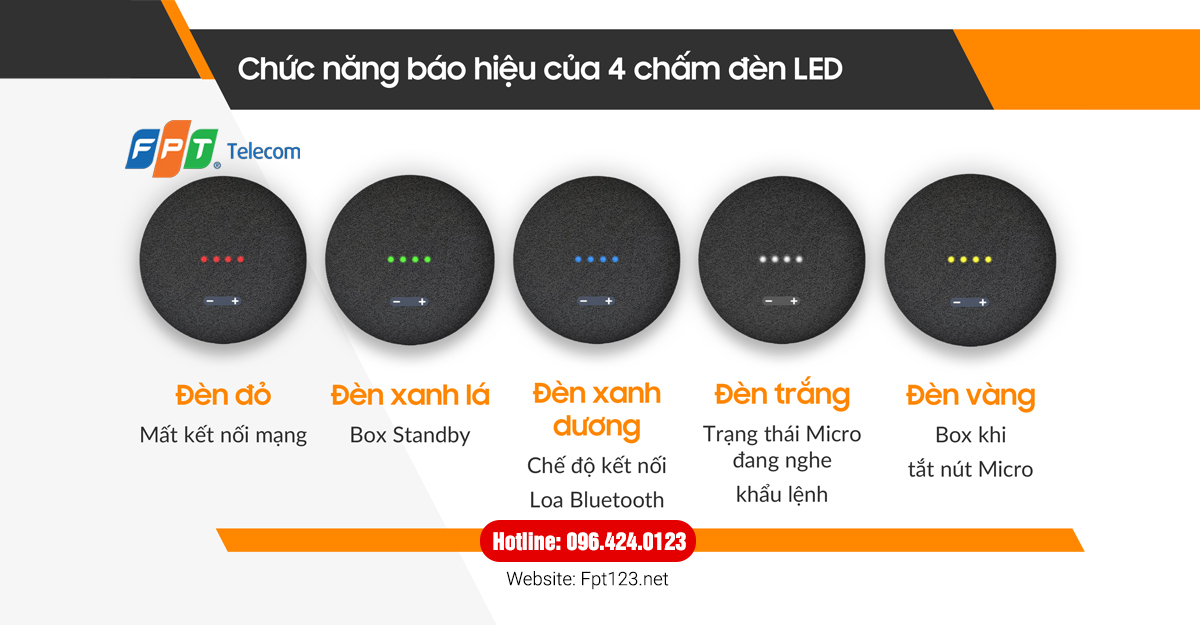 Chức năng báo hiệu của 4 chấm đèn LED
FPT® Telecom
Đèn đỏ
Mất kết nối mạng
Đèn xanh lá
Box Standby
Đèn xanh
dương
Chế độ kết nối
Loa Bluetooth
Đèn trắng
Trạng thái Micro
đang nghe
khẩu lệnh
Đèn vàng
Box khi
tắt nút Micro
Hotline: 096.424.0123
Website: Fpt123.net